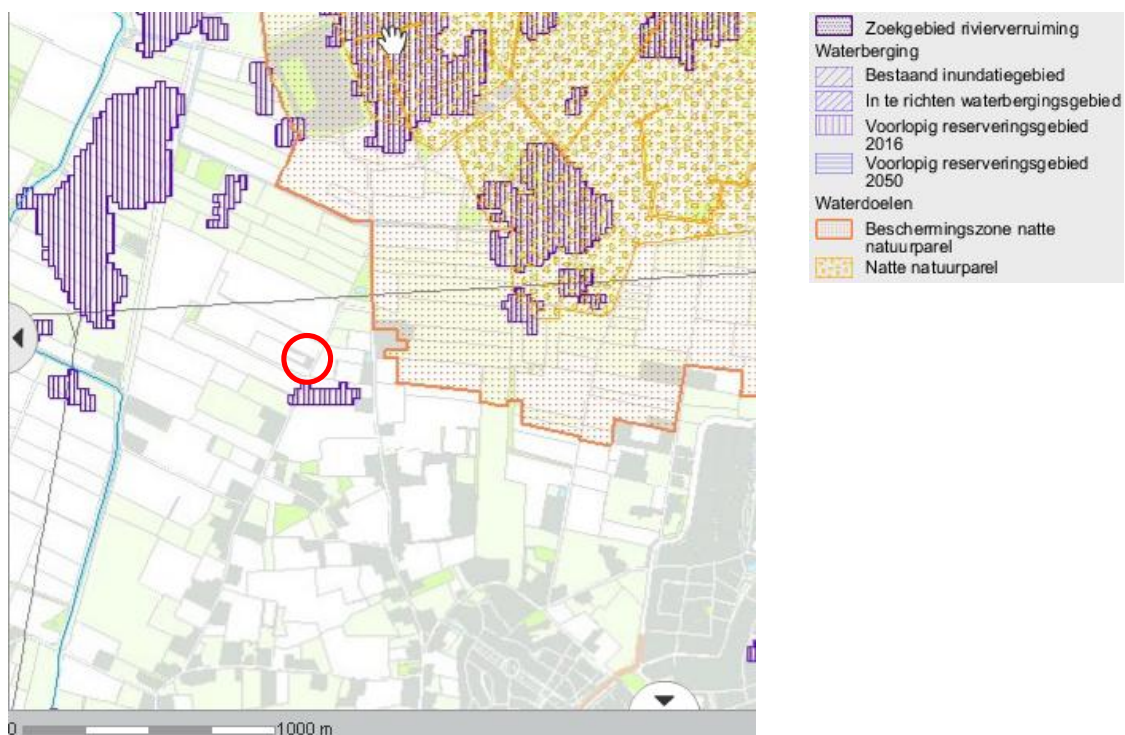 Zoekgebied rivierverruiming
Waterberging
Bestaand inundatiegebied
In te richten waterbergingsgebied
Voorlopig reserveringsgebied
2016
Voorlopig reserveringsgebied
2050
Waterdoelen
Beschermingszone natte
natuurparel
Natte natuurparel
0 1000 m